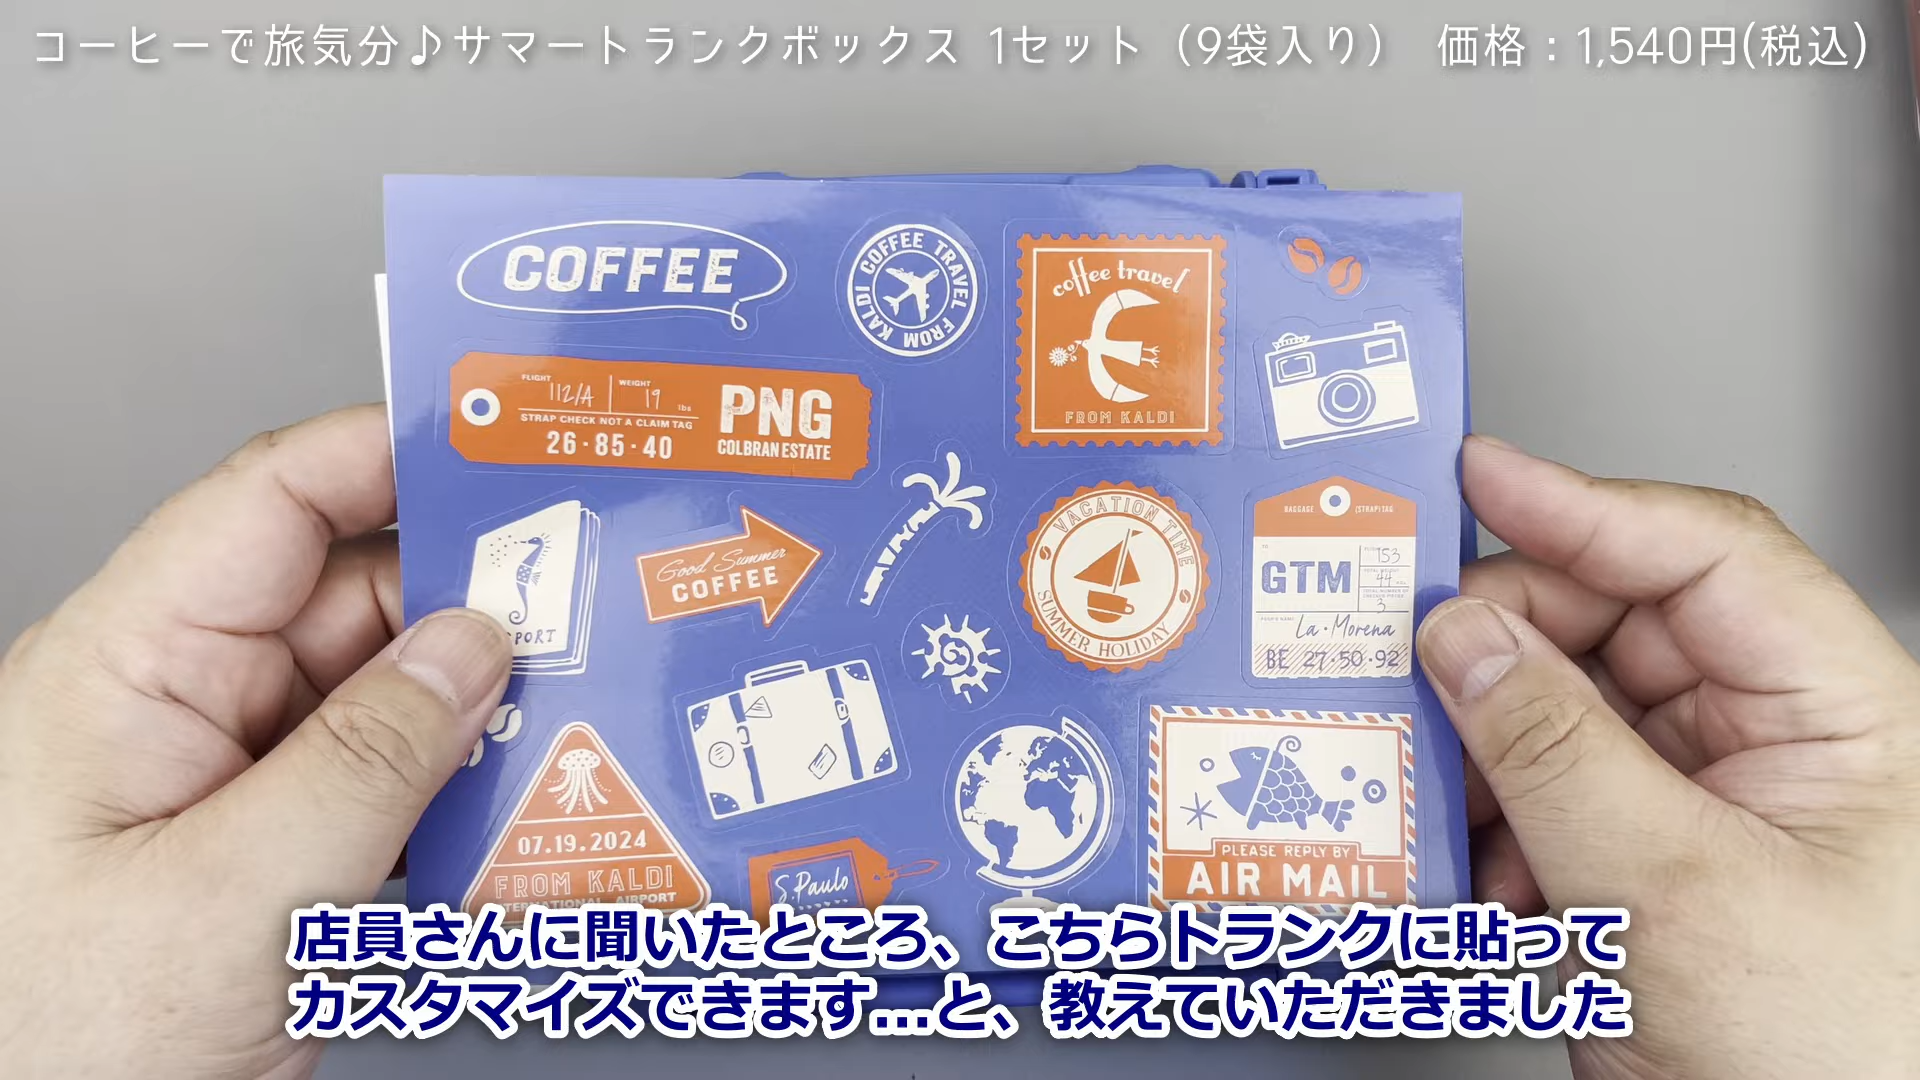 コーヒーで旅気分♪サマートランクボックス 1セット（9袋入り） 価格：1,540円(税込)
COFFEE
COFFEE TRAVEL FROM KALDI
coffee travel
FROM KALDI
FLIGHT 112/A WEIGHT 19 lbs
STRAP CHECK NOT A CLAIM TAG
26・85・40
PNG
COLBRAN ESTATE
PORT
Good Summer
COFFEE
VACATION TIME
SUMMER HOLIDAY
BAGGAGE (STRAP) TAG
GTM
153
44
3
La・Morena
BE 27・50・92
07.19.2024
FROM KALDI
INTERNATIONAL AIRPORT
S.Paulo
PLEASE REPLY BY
AIR MAIL
店員さんに聞いたところ、こちらトランクに貼って
カスタマイズできます...と、教えていただきました